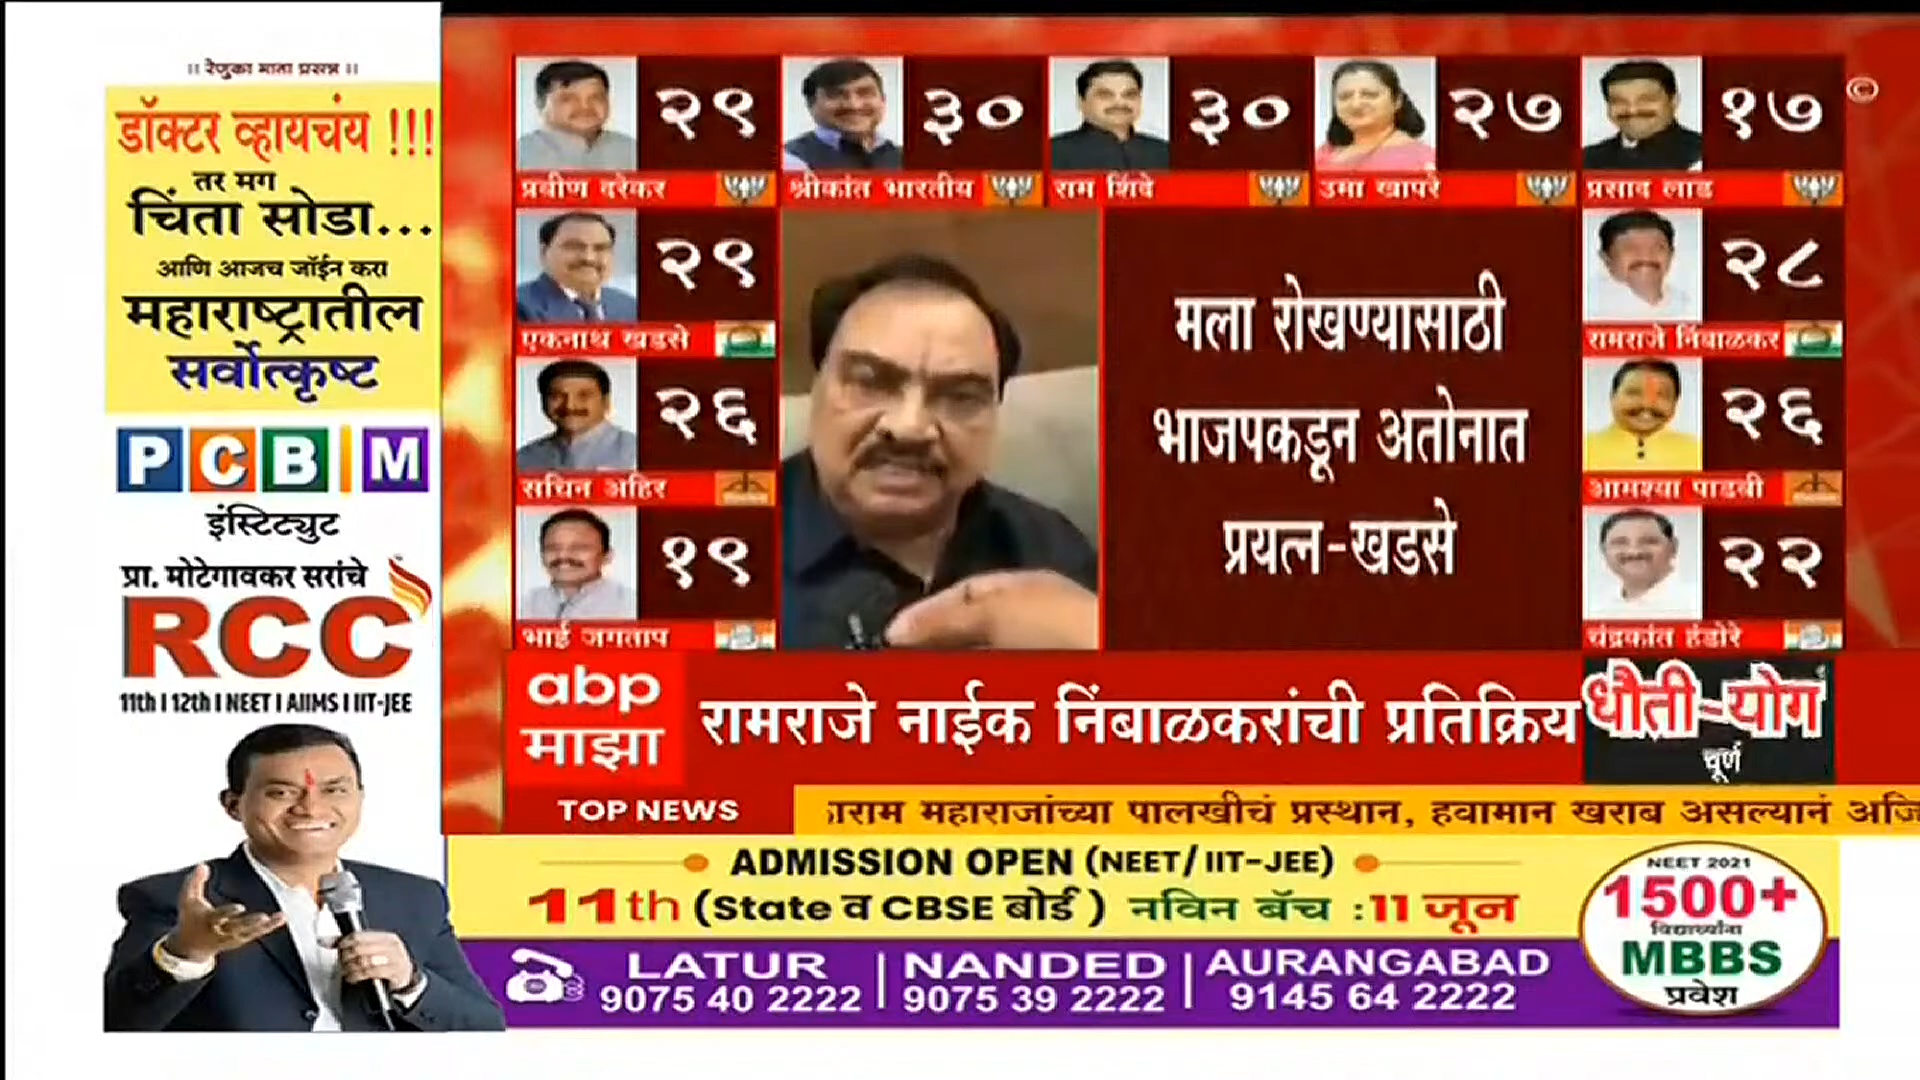 ॥ रेणुका माता प्रसन्न ॥
डॉक्टर व्हायचंय !!!
तर मग
चिंता सोडा...
आणि आजच जॉईन करा
महाराष्ट्रातील
सर्वोत्कृष्ट
PCB|M
इंस्टिट्युट
प्रा. मोटेगावकर सरांचे
RCC
11th I 12th I NEET I AIIMS I IIT-JEE
२९
३०
३०
२७
१७
©
प्रवीण दरेकर
श्रीकांत भारतीय
राम शिंदे
उमा खापरे
प्रसाद लाड
२९
एकनाथ खडसे
२६
सचिन अहिर
१९
भाई जगताप
मला रोखण्यासाठी
भाजपकडून अतोनात
प्रयत्न-खडसे
२८
रामराजे निंबाळकर
२६
आमश्या पाडवी
२२
चंद्रकांत हंडोरे
abp
माझा
रामराजे नाईक निंबाळकरांची प्रतिक्रिय
धौती-योग
चूर्ण
TOP NEWS
ाराम महाराजांच्या पालखीचं प्रस्थान, हवामान खराब असल्यानं अजि
ADMISSION OPEN (NEET/IIT-JEE)
11th (State व CBSE बोर्ड ) नविन बॅच :11 जून
NEET 2021
1500+
विद्यार्थ्यांना
MBBS
प्रवेश
LATUR
9075 40 2222
NANDED
9075 39 2222
AURANGABAD
9145 64 2222